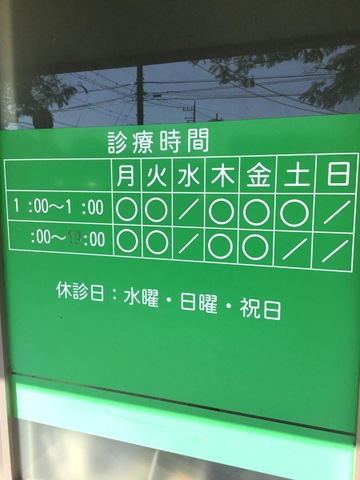 診療時間
月 火 水 木 金 土 日
1 :00～1 :00 ○ ○ ／ ○ ○ ○ ／
:00～19:00 ○ ○ ／ ○ ○ ／ ／
休診日：水曜・日曜・祝日